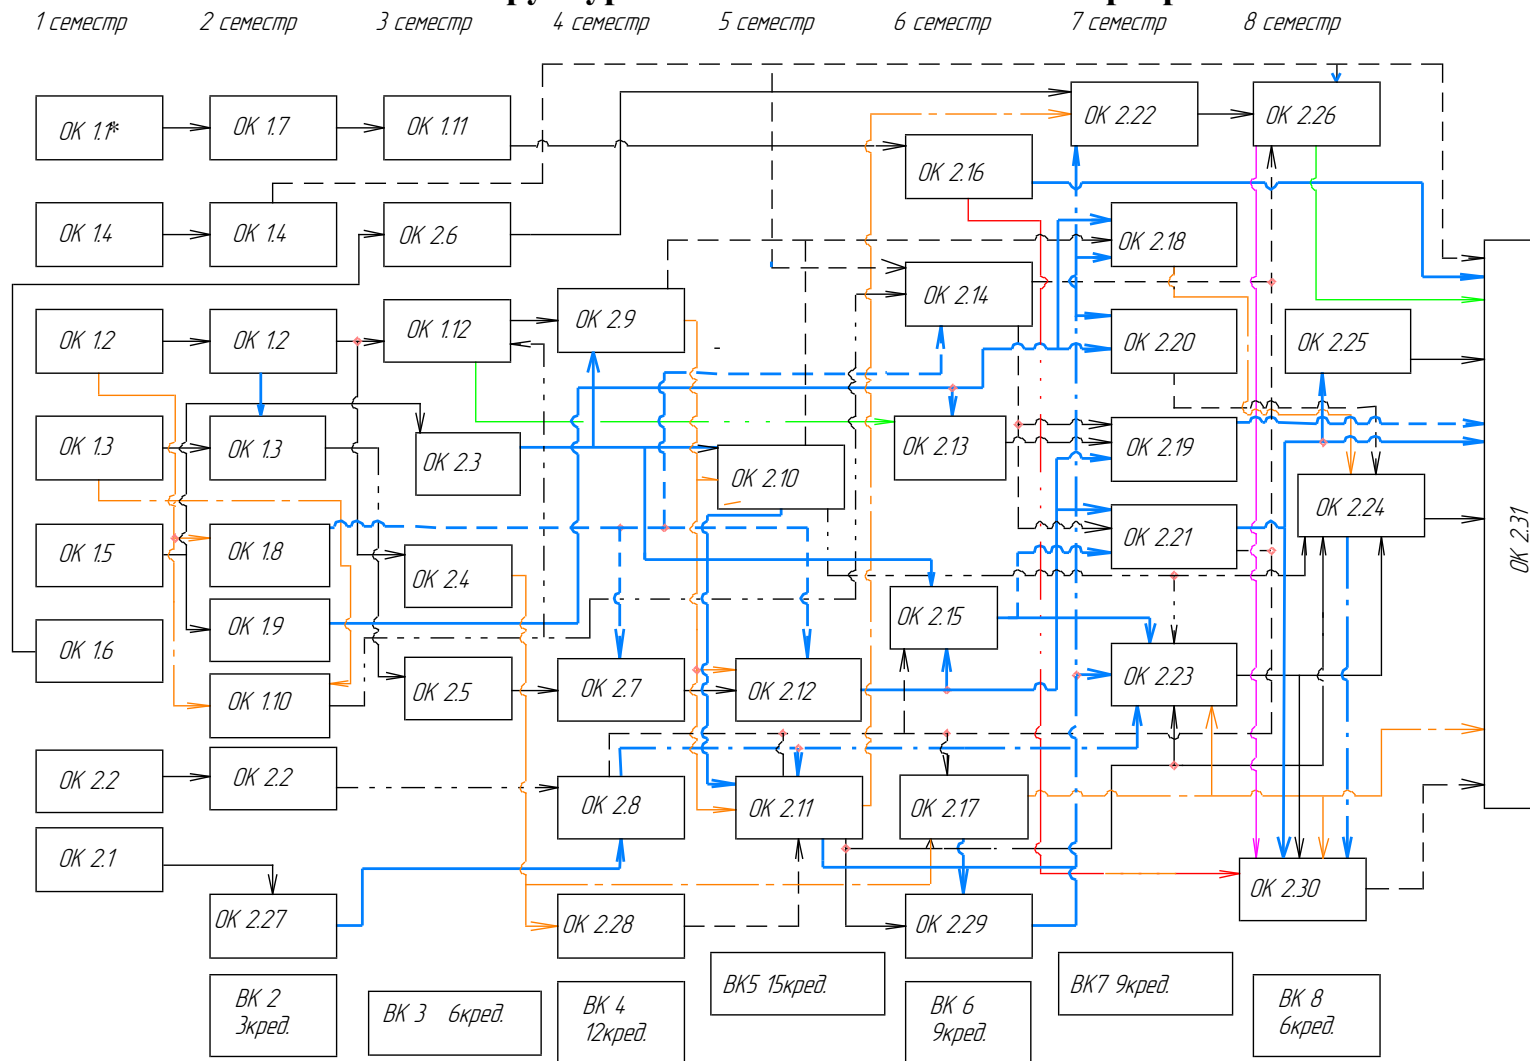 1 семестр
2 семестр
3 семестр
4 семестр
5 семестр
6 семестр
7 семестр
8 семестр
ОК 1.1*
ОК 1.7
ОК 1.11
ОК 2.16
ОК 2.22
ОК 2.26
ОК 1.4
ОК 1.4
ОК 2.6
ОК 2.18
ОК 1.2
ОК 1.2
ОК 1.12
ОК 2.9
ОК 2.14
ОК 2.20
ОК 2.25
ОК 1.3
ОК 1.3
ОК 2.3
ОК 2.10
ОК 2.13
ОК 2.19
ОК 2.24
ОК 2.31
ОК 1.5
ОК 1.8
ОК 2.4
ОК 2.21
ОК 1.6
ОК 1.9
ОК 2.15
ОК 1.10
ОК 2.5
ОК 2.7
ОК 2.12
ОК 2.23
ОК 2.2
ОК 2.2
ОК 2.8
ОК 2.11
ОК 2.17
ОК 2.1
ОК 2.27
ОК 2.28
ОК 2.29
ОК 2.30
ВК 2
3кред.
ВК 3 6кред.
ВК 4
12кред.
ВК5 15кред.
ВК 6
9кред.
ВК7 9кред.
ВК 8
6кред.